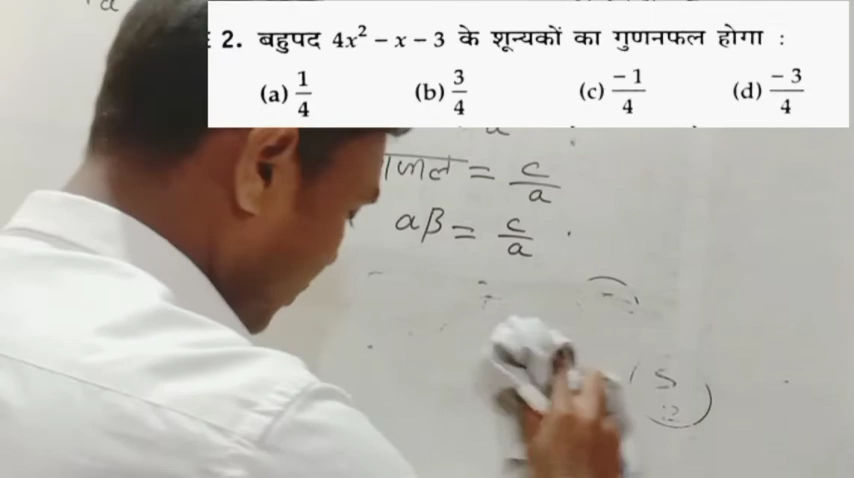 2. बहुपद 4x² – x – 3 के शून्यकों का गुणनफल होगा :
(a) 1/4 (b) 3/4 (c) –1/4 (d) –3/4
= c/a
αβ = c/a .